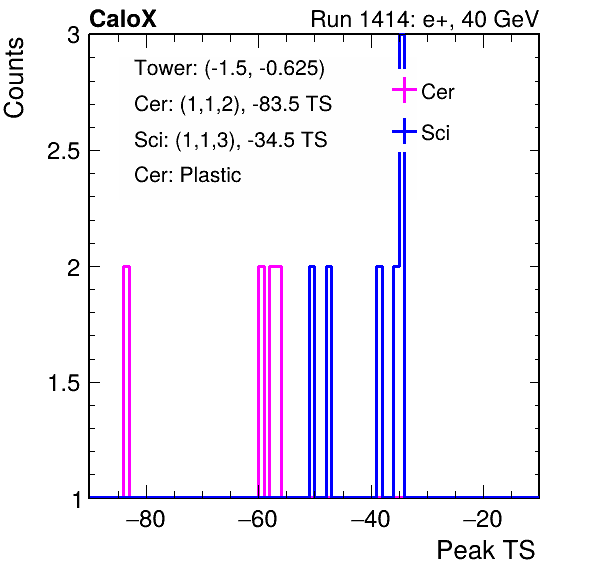 CaloX Run 1414: e+, 40 GeV
Counts
3
2.5
2
1.5
1
Tower: (-1.5, -0.625)
Cer: (1,1,2), -83.5 TS
Sci: (1,1,3), -34.5 TS
Cer: Plastic
Cer
Sci
−80 −60 −40 −20
Peak TS